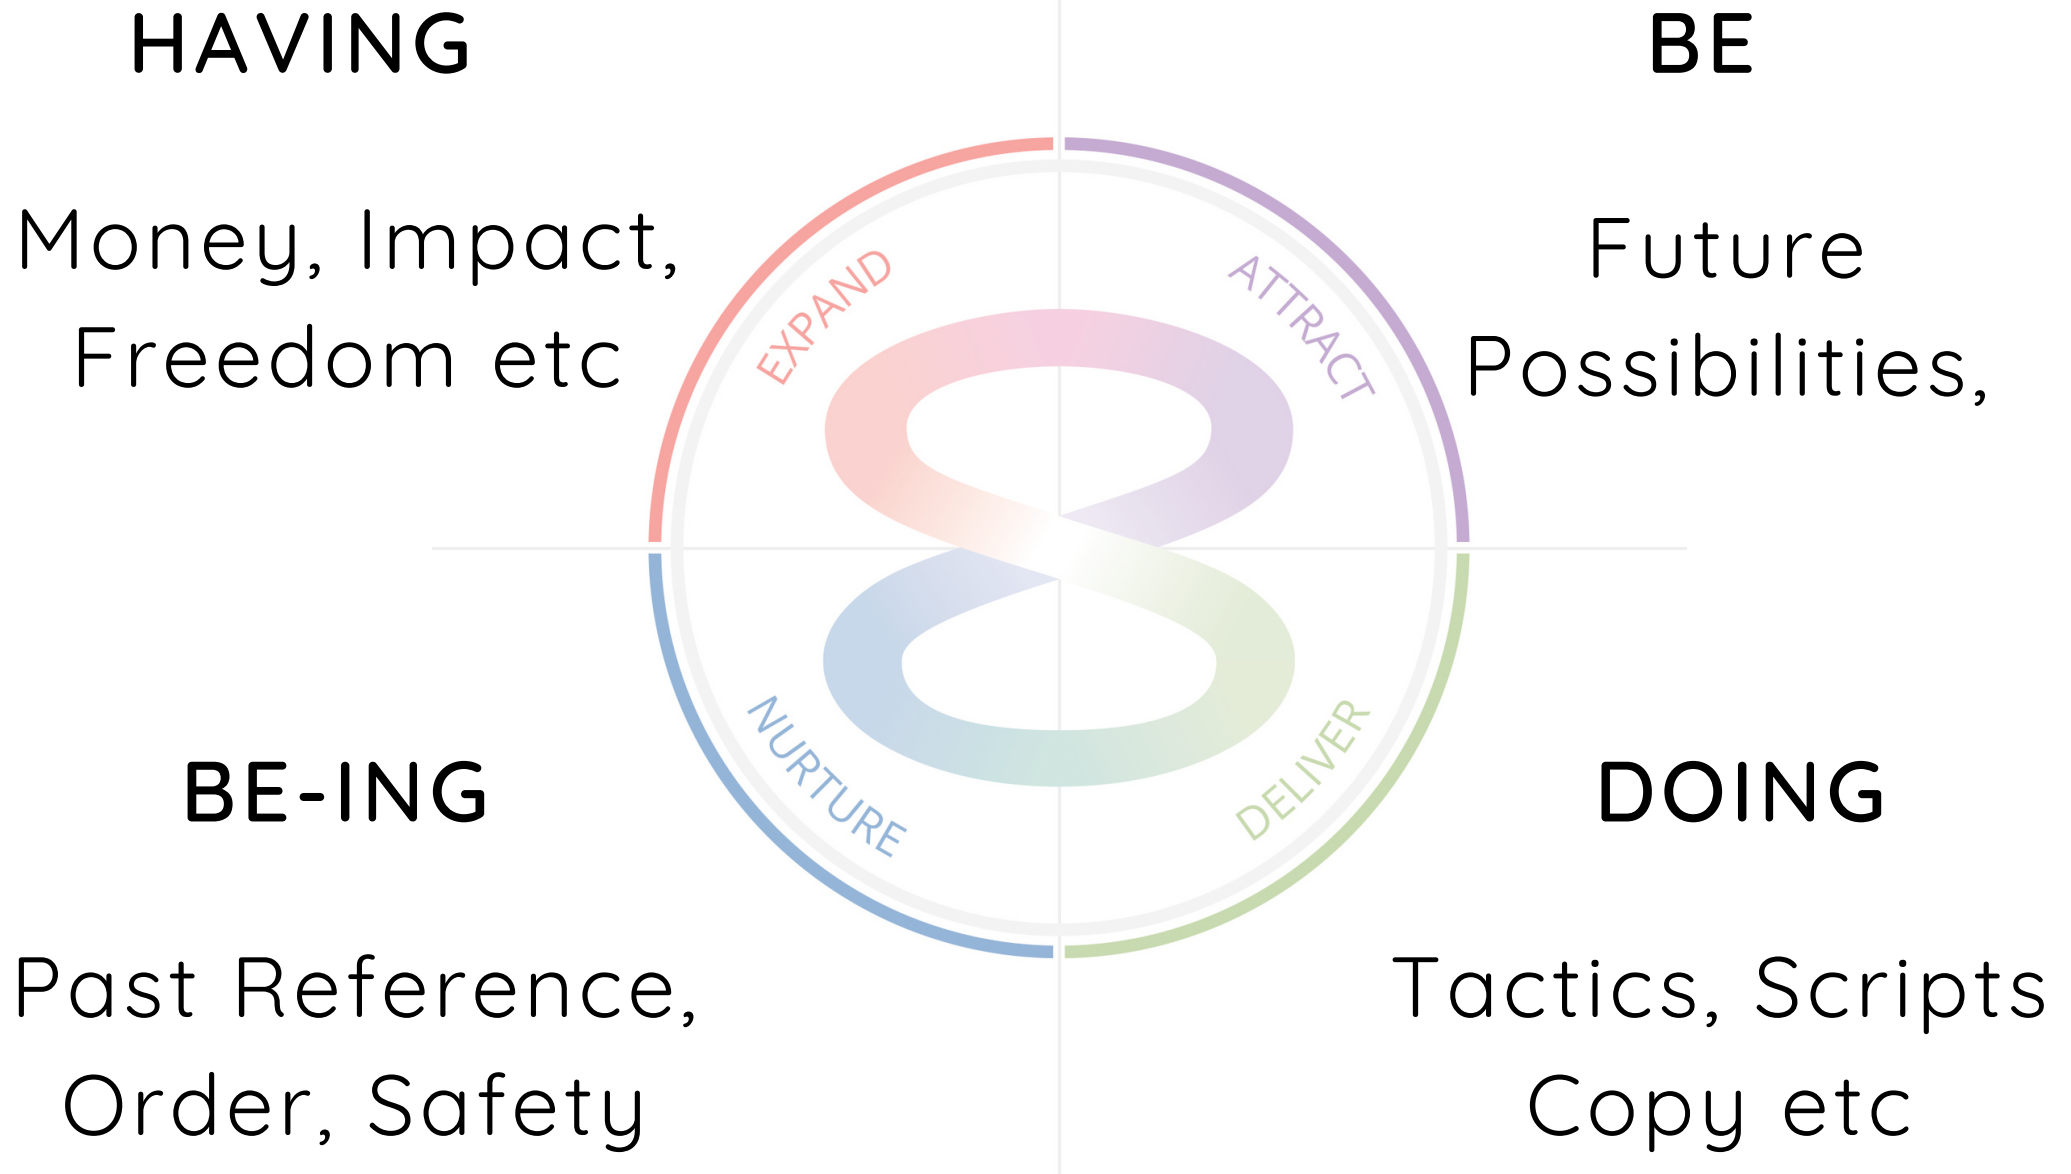 HAVING
Money, Impact,
Freedom etc
BE
Future
Possibilities,
EXPAND
ATTRACT
NURTURE
DELIVER
BE-ING
Past Reference,
Order, Safety
DOING
Tactics, Scripts
Copy etc